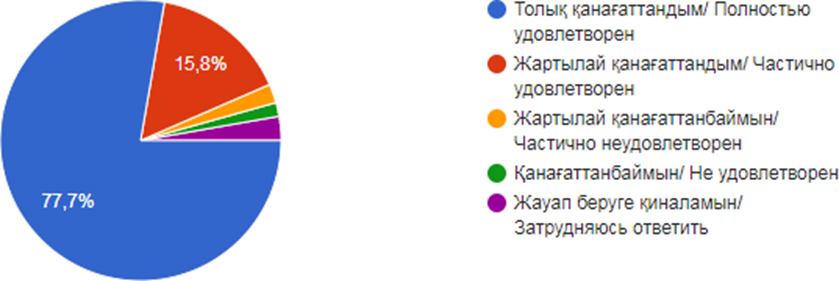 15,8%
77,7%
Толық қанағаттандым/ Полностью
удовлетворен
Жартылай қанағаттандым/ Частично
удовлетворен
Жартылай қанағаттанбаймын/
Частично неудовлетворен
Қанағаттанбаймын/ Не удовлетворен
Жауап беруге қиналамын/
Затрудняюсь ответить